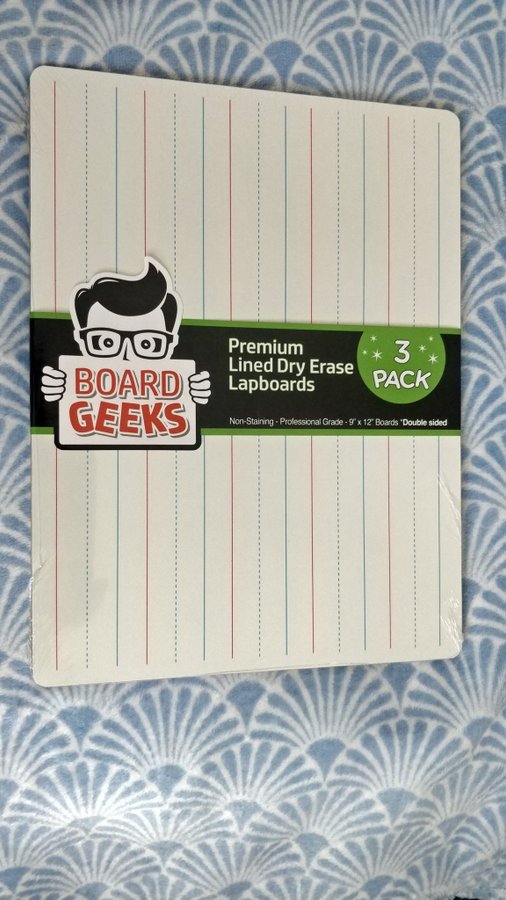 BOARD
GEEKS
Premium
Lined Dry Erase
Lapboards
3
PACK
Non-Staining - Professional Grade - 9" x 12" Boards *Double sided